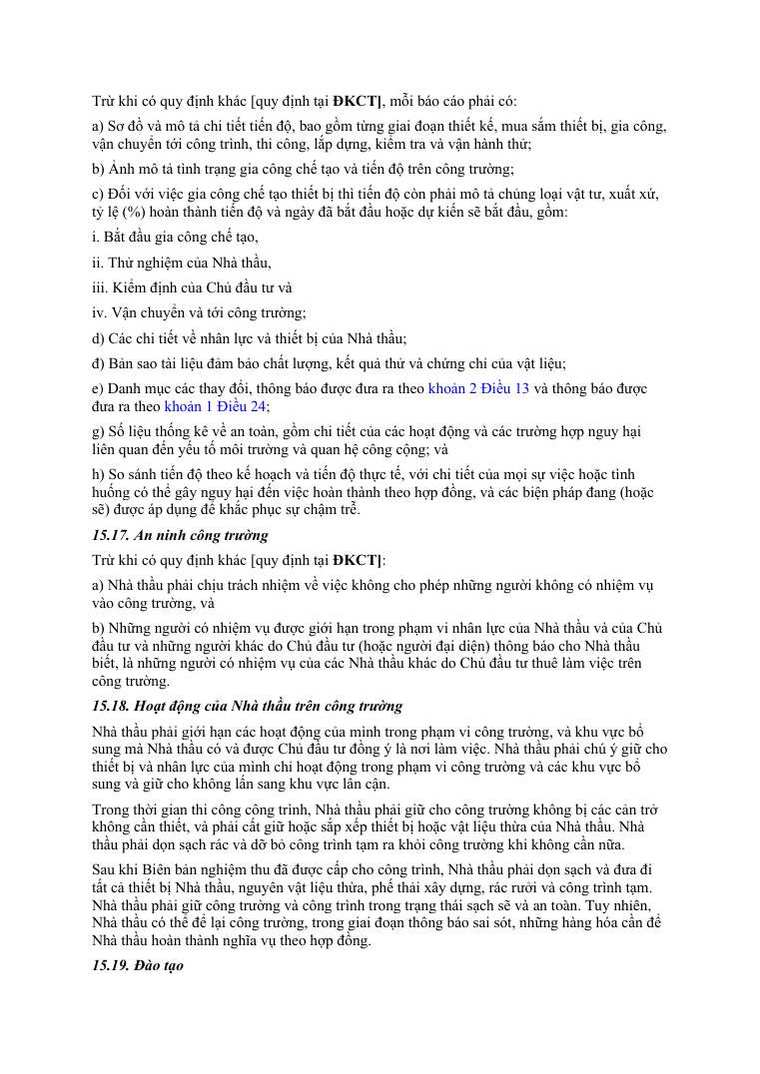 Trừ khi có quy định khác [quy định tại ĐKCT], mỗi báo cáo phải có:
a) Sơ đồ và mô tả chi tiết tiến độ, bao gồm từng giai đoạn thiết kế, mua sắm thiết bị, gia công,
vận chuyển tới công trình, thi công, lắp dựng, kiểm tra và vận hành thử;
b) Ảnh mô tả tình trạng gia công chế tạo và tiến độ trên công trường;
c) Đối với việc gia công chế tạo thiết bị thì tiến độ còn phải mô tả chủng loại vật tư, xuất xứ,
tỷ lệ (%) hoàn thành tiến độ và ngày đã bắt đầu hoặc dự kiến sẽ bắt đầu, gồm:
i. Bắt đầu gia công chế tạo,
ii. Thử nghiệm của Nhà thầu,
iii. Kiểm định của Chủ đầu tư và
iv. Vận chuyển và tới công trường;
d) Các chi tiết về nhân lực và thiết bị của Nhà thầu;
đ) Bản sao tài liệu đảm bảo chất lượng, kết quả thử và chứng chỉ của vật liệu;
e) Danh mục các thay đổi, thông báo được đưa ra theo khoản 2 Điều 13 và thông báo được
đưa ra theo khoản 1 Điều 24;
g) Số liệu thống kê về an toàn, gồm chi tiết của các hoạt động và các trường hợp nguy hại
liên quan đến yếu tố môi trường và quan hệ công cộng; và
h) So sánh tiến độ theo kế hoạch và tiến độ thực tế, với chi tiết của mọi sự việc hoặc tình
huống có thể gây nguy hại đến việc hoàn thành theo hợp đồng, và các biện pháp đang (hoặc
sẽ) được áp dụng để khắc phục sự chậm trễ.
15.17. An ninh công trường
Trừ khi có quy định khác [quy định tại ĐKCT]:
a) Nhà thầu phải chịu trách nhiệm về việc không cho phép những người không có nhiệm vụ
vào công trường, và
b) Những người có nhiệm vụ được giới hạn trong phạm vi nhân lực của Nhà thầu và của Chủ
đầu tư và những người khác do Chủ đầu tư (hoặc người đại diện) thông báo cho Nhà thầu
biết, là những người có nhiệm vụ của các Nhà thầu khác do Chủ đầu tư thuê làm việc trên
công trường.
15.18. Hoạt động của Nhà thầu trên công trường
Nhà thầu phải giới hạn các hoạt động của mình trong phạm vi công trường, và khu vực bổ
sung mà Nhà thầu có và được Chủ đầu tư đồng ý là nơi làm việc. Nhà thầu phải chú ý giữ cho
thiết bị và nhân lực của mình chỉ hoạt động trong phạm vi công trường và các khu vực bổ
sung và giữ cho không lấn sang khu vực lân cận.
Trong thời gian thi công công trình, Nhà thầu phải giữ cho công trường không bị các cản trở
không cần thiết, và phải cất giữ hoặc sắp xếp thiết bị hoặc vật liệu thừa của Nhà thầu. Nhà
thầu phải dọn sạch rác và dỡ bỏ công trình tạm ra khỏi công trường khi không cần nữa.
Sau khi Biên bản nghiệm thu đã được cấp cho công trình, Nhà thầu phải dọn sạch và đưa đi
tất cả thiết bị Nhà thầu, nguyên vật liệu thừa, phế thải xây dựng, rác rưởi và công trình tạm.
Nhà thầu phải giữ công trường và công trình trong trạng thái sạch sẽ và an toàn. Tuy nhiên,
Nhà thầu có thể để lại công trường, trong giai đoạn thông báo sai sót, những hàng hóa cần để
Nhà thầu hoàn thành nghĩa vụ theo hợp đồng.
15.19. Đào tạo